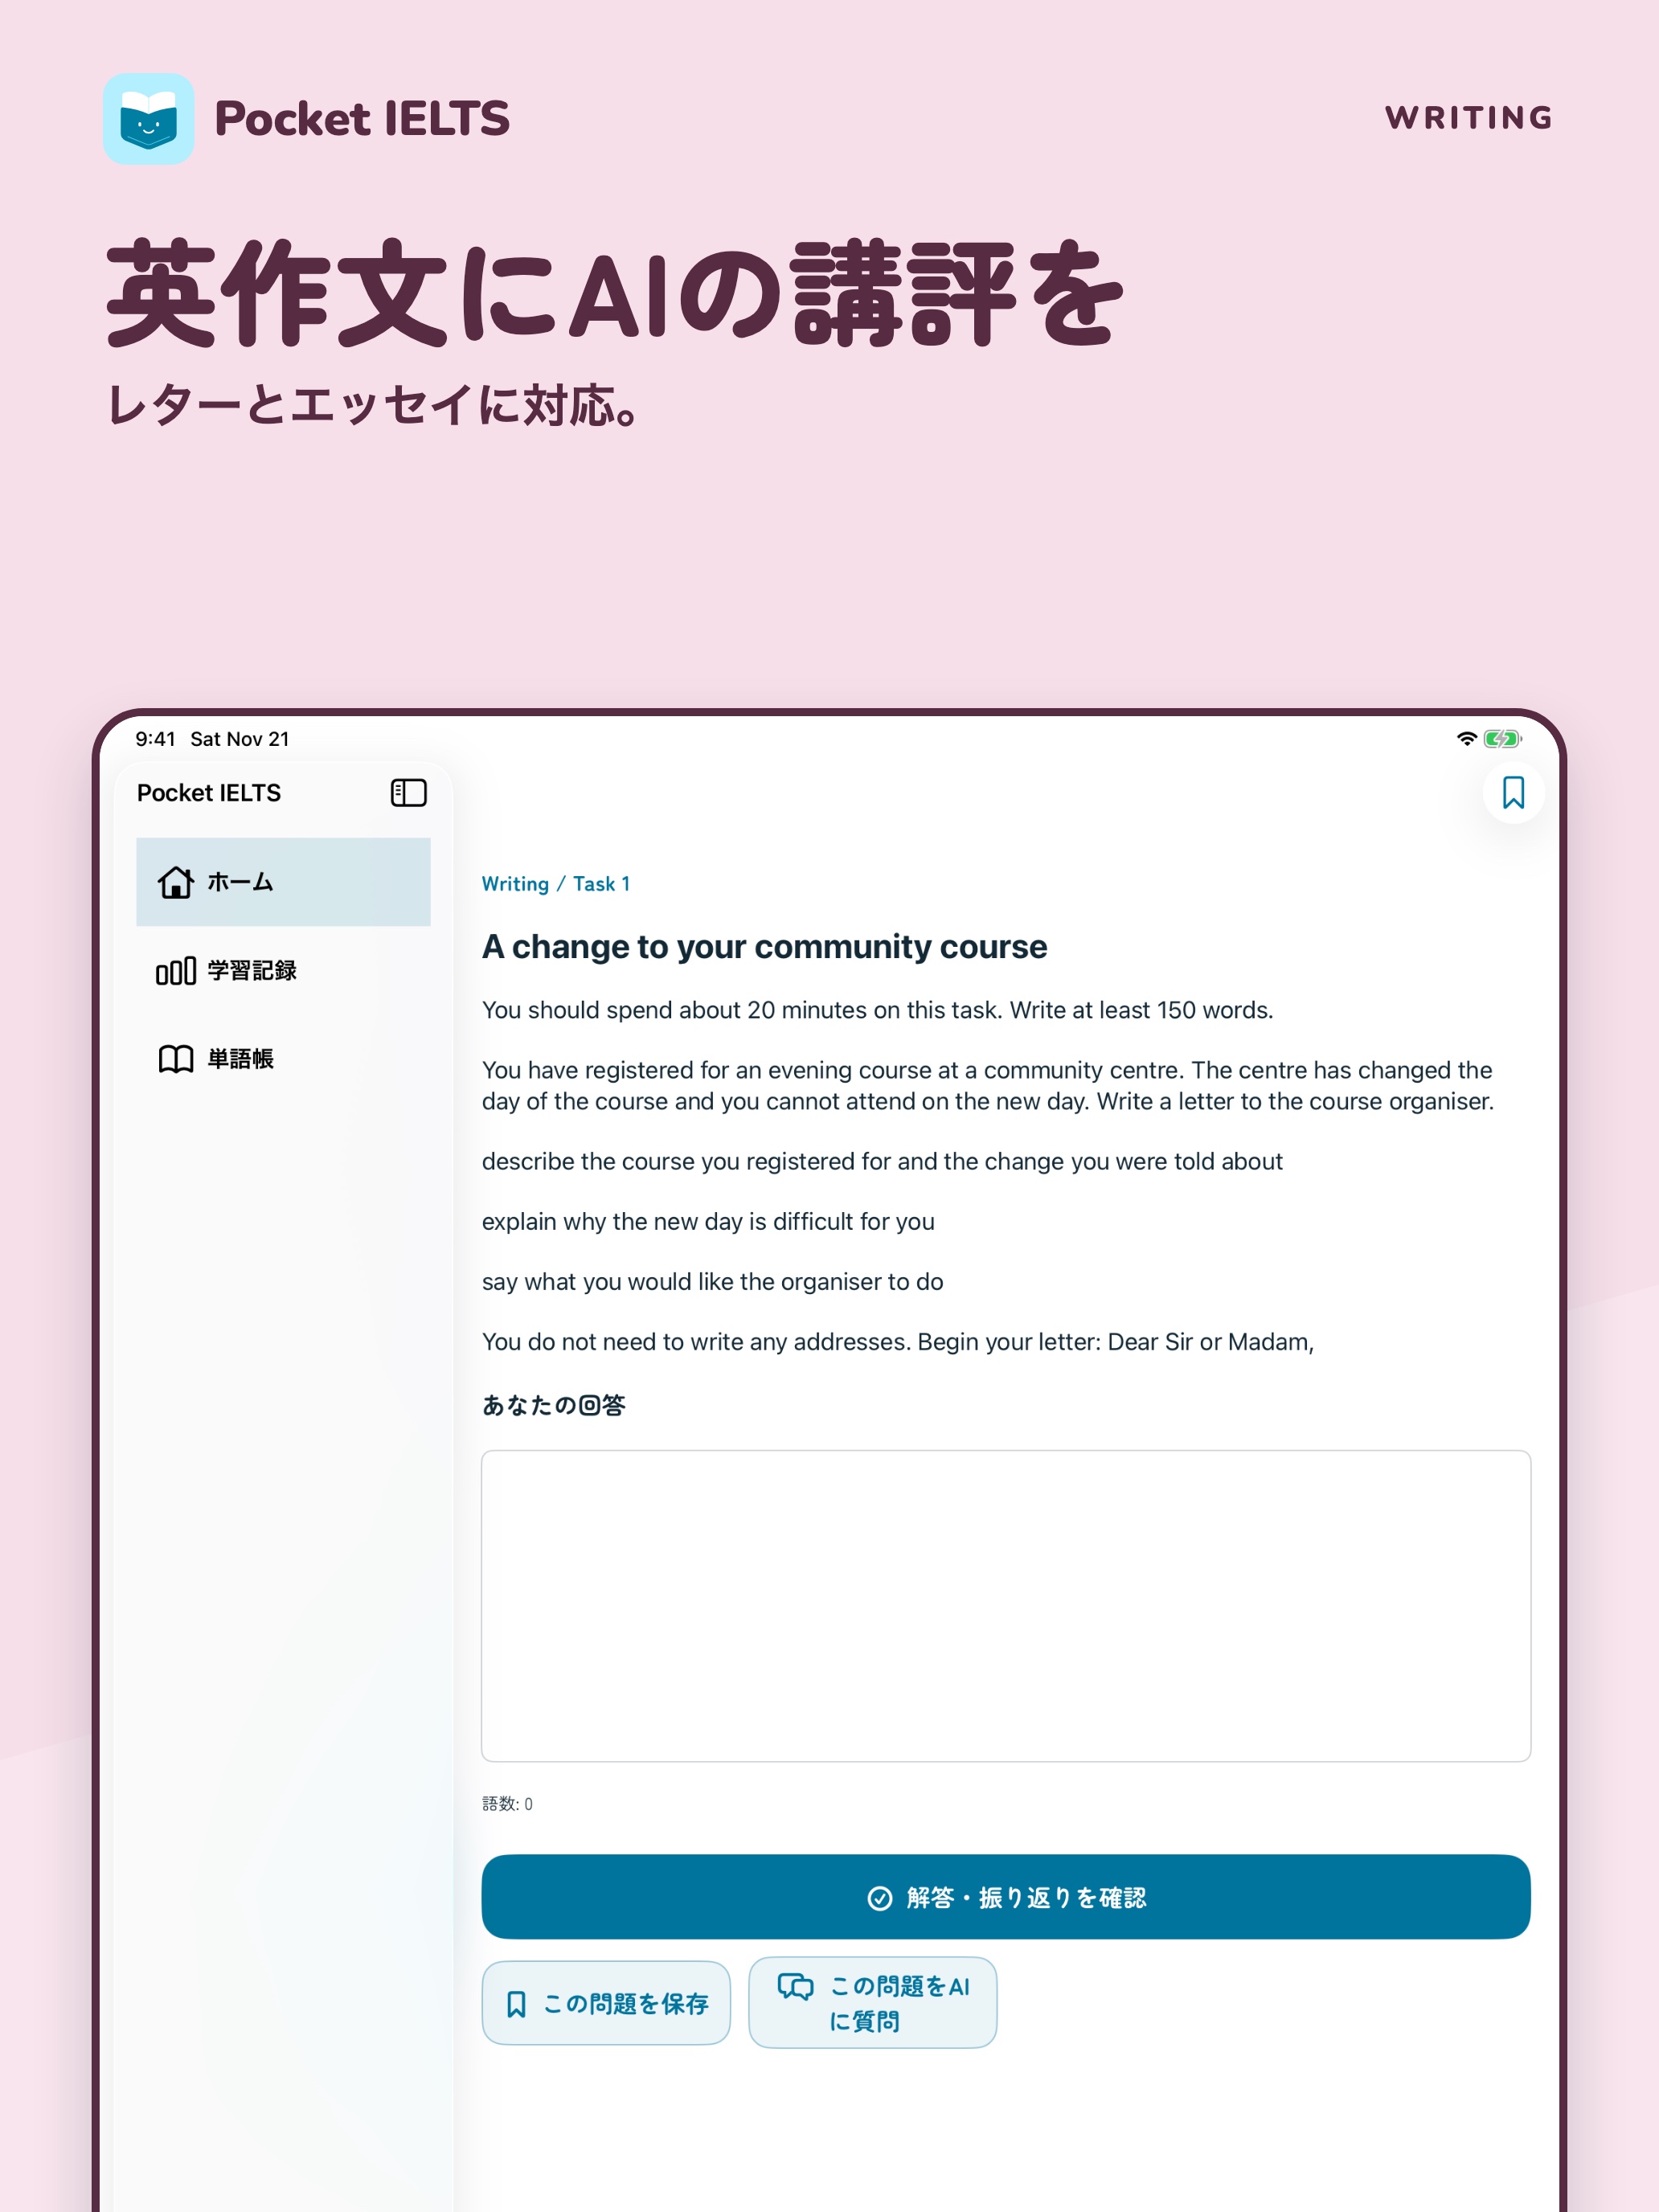 Pocket IELTS
WRITING
英作文にAIの講評を
レターとエッセイに対応。
9:41 Sat Nov 21
Pocket IELTS
ホーム
学習記録
単語帳
Writing / Task 1
A change to your community course
You should spend about 20 minutes on this task. Write at least 150 words.
You have registered for an evening course at a community centre. The centre has changed the
day of the course and you cannot attend on the new day. Write a letter to the course organiser.
describe the course you registered for and the change you were told about
explain why the new day is difficult for you
say what you would like the organiser to do
You do not need to write any addresses. Begin your letter: Dear Sir or Madam,
あなたの回答
語数: 0
解答・振り返りを確認
この問題を保存
この問題をAI
に質問